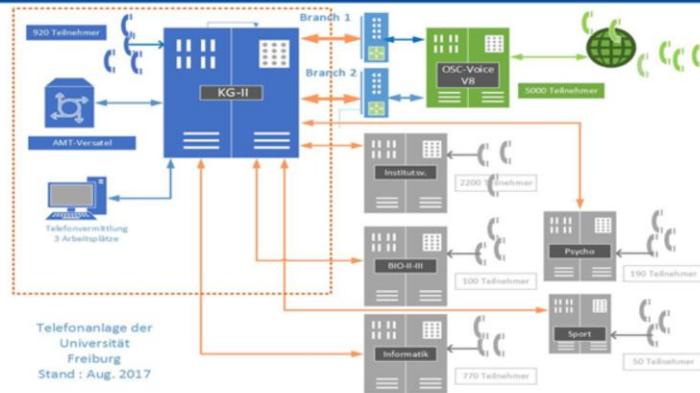 Branch 1
920 Teilnehmer
KG-II
OSC-Voice
V8
Branch 2
5000 Teilnehmer
AMT-Versatel
Institutsv.
2200 Teilnehmer
Telefonvermittlung
3 Arbeitsplätze
Psycho
BIO-II-III
190 Teilnehmer
100 Teilnehmer
Telefonanlage der
Universität
Freiburg
Stand : Aug. 2017
Sport
Informatik
50 Teilnehmer
770 Teilnehmer